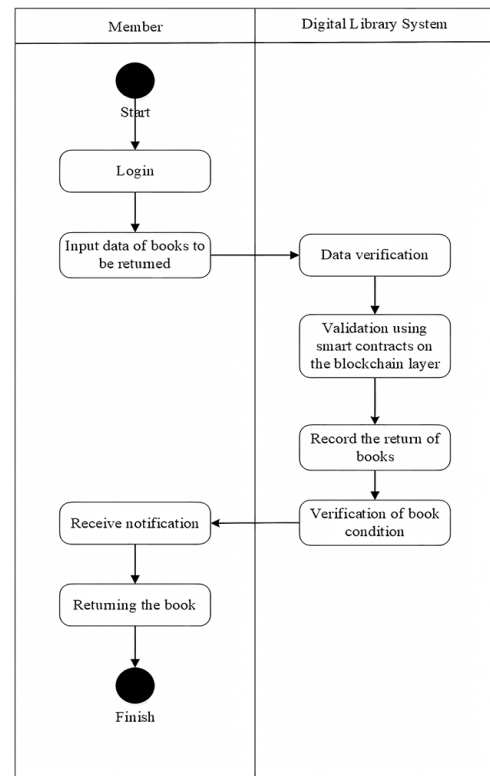 Member
Digital Library System
Start
Login
Input data of books to
be returned
Data verification
Validation using
smart contracts on
the blockchain layer
Record the return of
books
Verification of book
condition
Receive notification
Returning the book
Finish